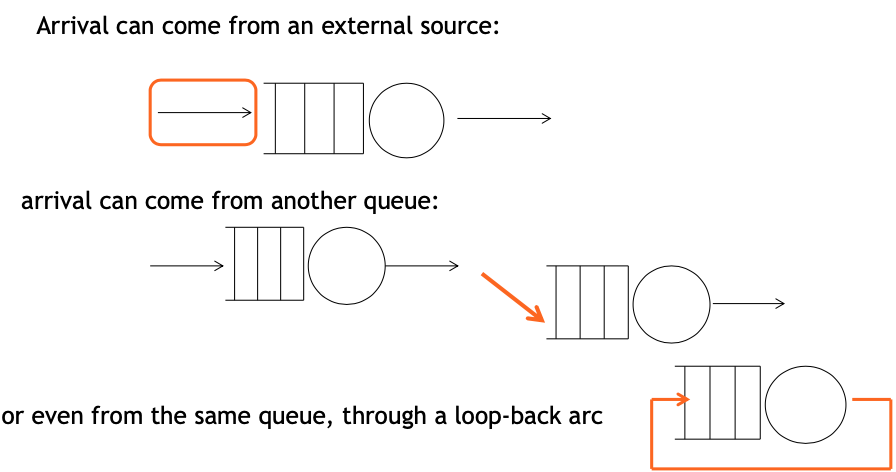 Arrival can come from an external source:
arrival can come from another queue:
or even from the same queue, through a loop-back arc